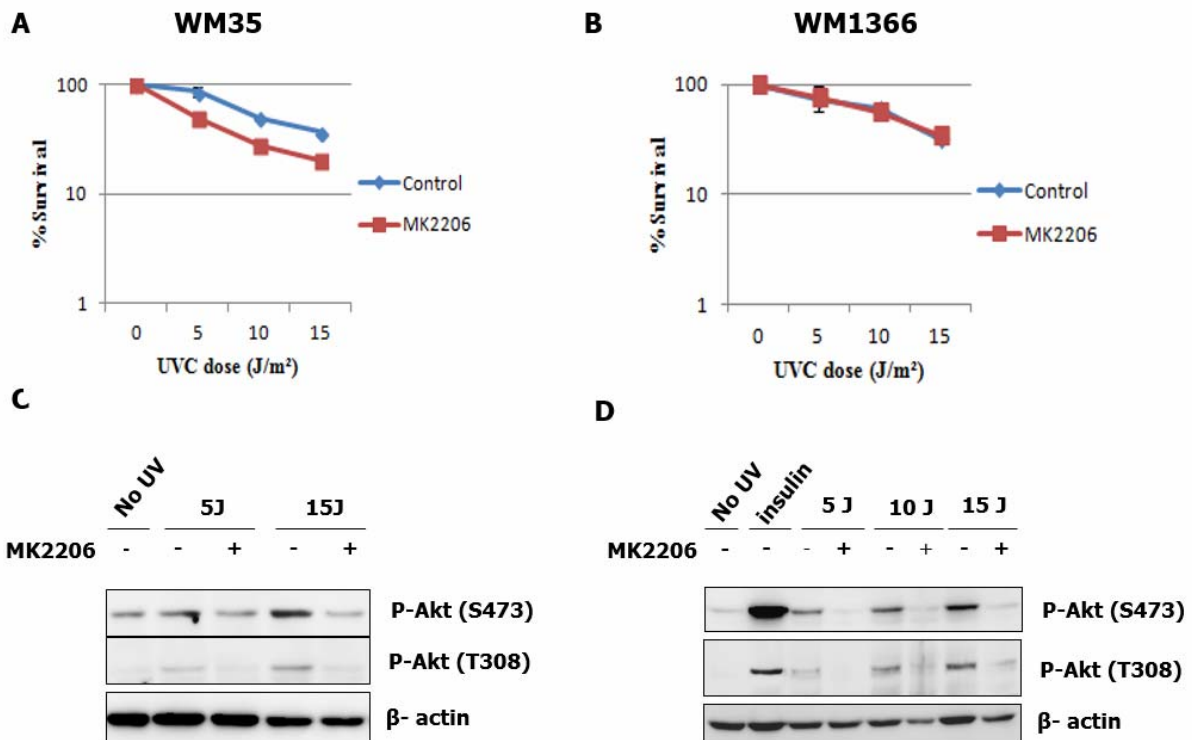 A
WM35
100
10
1
% Survival
0 5 10 15
UVC dose (J/m²)
Control
MK2206
B
WM1366
100
10
1
% Survival
0 5 10 15
UVC dose (J/m²)
Control
MK2206
C
No UV 5J 15J
MK2206 - - + - +
P-Akt (S473)
P-Akt (T308)
β- actin
D
No UV insulin 5 J 10 J 15 J
MK2206 - - - + - + - +
P-Akt (S473)
P-Akt (T308)
β- actin